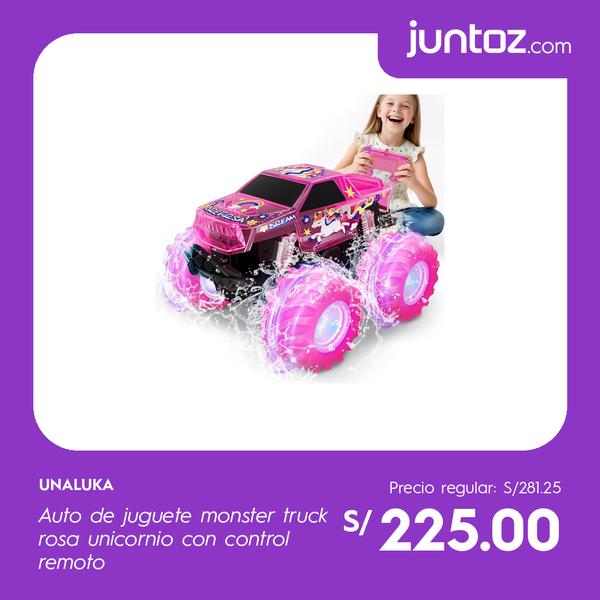 juntoz.com
DREAM
UNALUKA
Precio regular: S/281.25
Auto de juguete monster truck
rosa unicornio con control
remoto
S/ 225.00